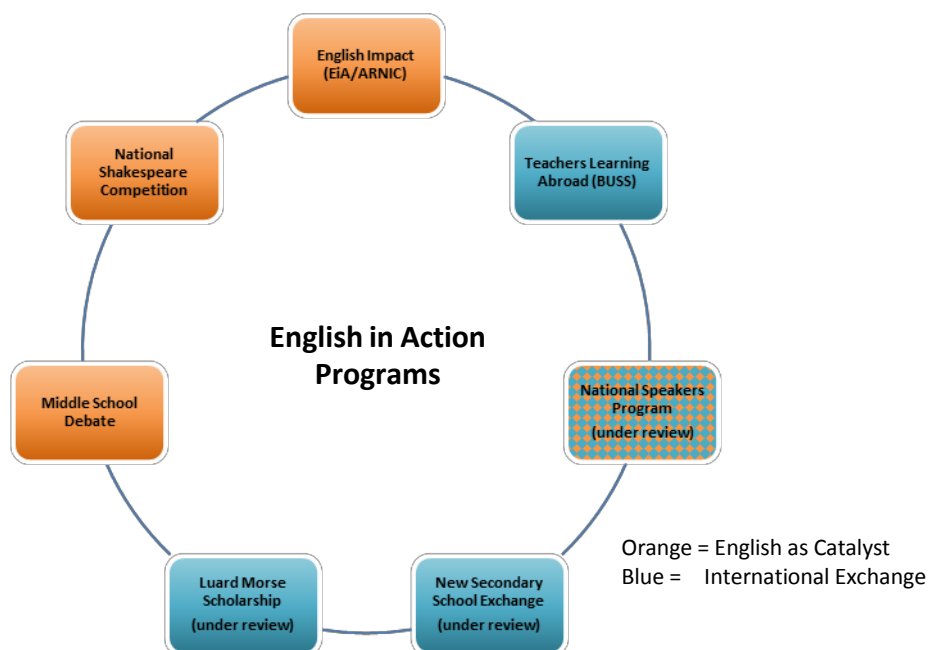 English Impact
(EiA/ARNIC)
National
Shakespeare
Competition
Teachers Learning
Abroad (BUSS)
English in Action
Programs
Middle School
Debate
National Speakers
Program
(under review)
Luard Morse
Scholarship
(under review)
New Secondary
School Exchange
(under review)
Orange = English as Catalyst
Blue = International Exchange